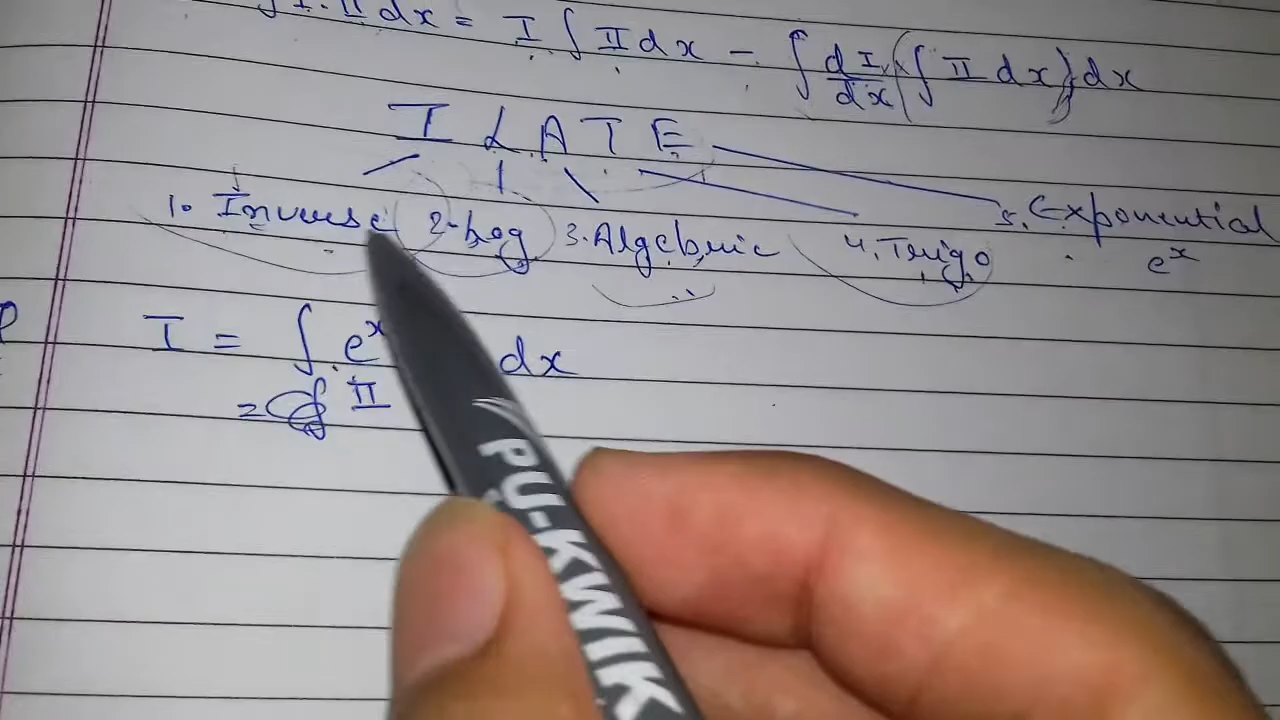 ∫ I · II dx = I ∫ II dx − ∫ dI/dx (∫ II dx) dx
I L A T E
1. Inverse 2. Log 3. Algebric 4. Trigo 5. Exponential
e^x
I = ∫ e^x dx
= II
PU-KWIK